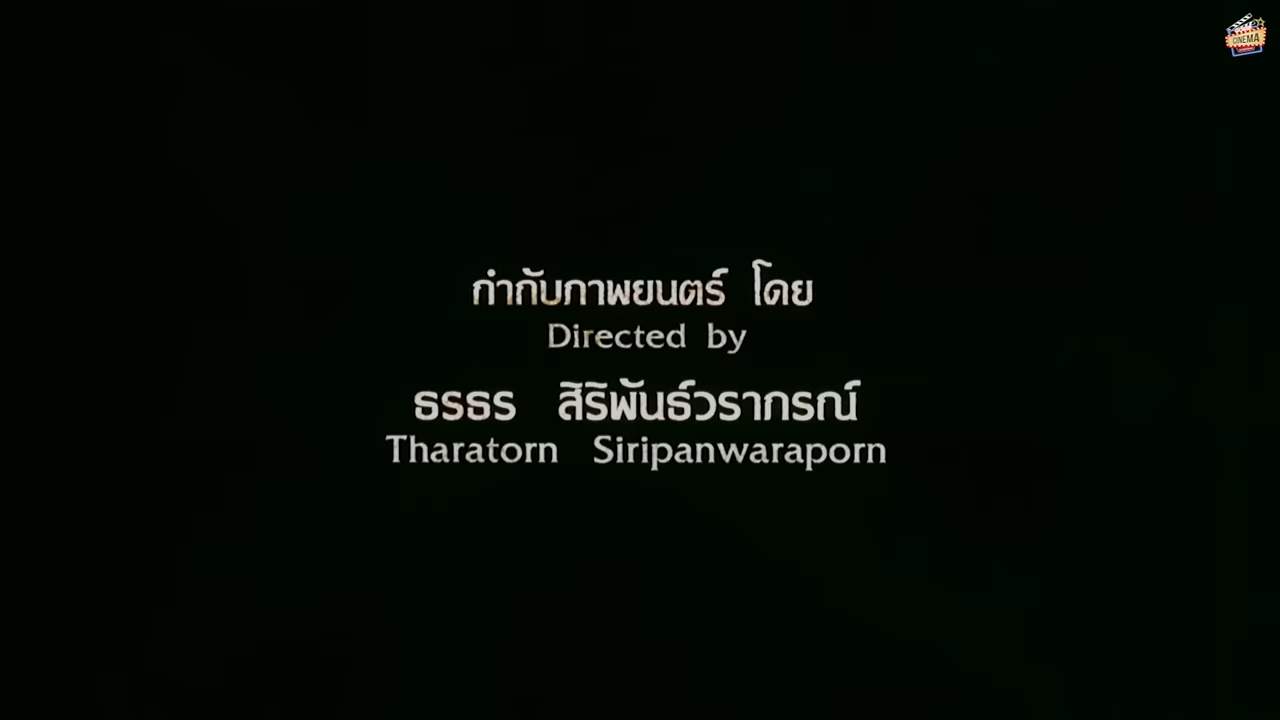 CINEMA
กำกับภาพยนตร์ โดย
Directed by
ธรธร สิริพันธ์วราภรณ์
Tharatorn Siripanwaraporn